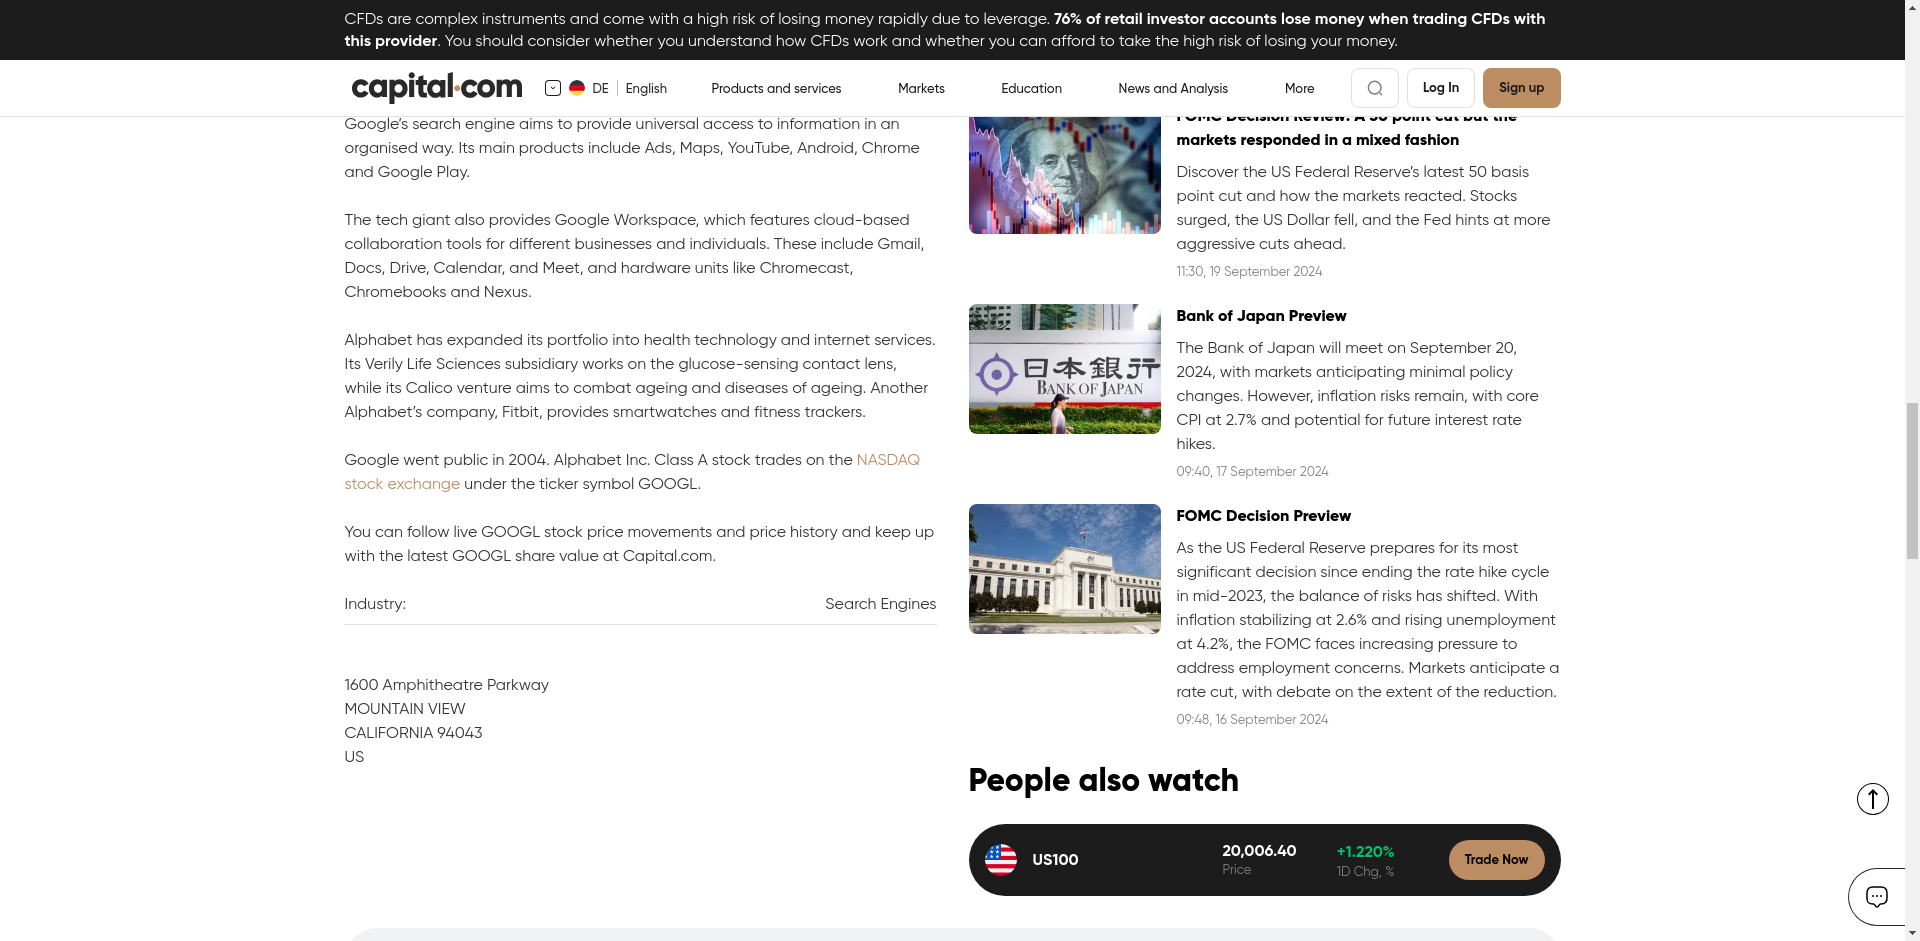 CFDs are complex instruments and come with a high risk of losing money rapidly due to leverage. 76% of retail investor accounts lose money when trading CFDs with
this provider. You should consider whether you understand how CFDs work and whether you can afford to take the high risk of losing your money.
capital.com
DE
English
Products and services
Markets
Education
News and Analysis
More
Log In
Sign up
Google’s search engine aims to provide universal access to information in an
organised way. Its main products include Ads, Maps, YouTube, Android, Chrome
and Google Play.
The tech giant also provides Google Workspace, which features cloud-based
collaboration tools for different businesses and individuals. These include Gmail,
Docs, Drive, Calendar, and Meet, and hardware units like Chromecast,
Chromebooks and Nexus.
Alphabet has expanded its portfolio into health technology and internet services.
Its Verily Life Sciences subsidiary works on the glucose-sensing contact lens,
while its Calico venture aims to combat ageing and diseases of ageing. Another
Alphabet’s company, Fitbit, provides smartwatches and fitness trackers.
Google went public in 2004. Alphabet Inc. Class A stock trades on the NASDAQ
stock exchange under the ticker symbol GOOGL.
You can follow live GOOGL stock price movements and price history and keep up
with the latest GOOGL share value at Capital.com.
Industry:
Search Engines
1600 Amphitheatre Parkway
MOUNTAIN VIEW
CALIFORNIA 94043
US
FOMC Decision Review: A 50 point cut but the
markets responded in a mixed fashion
Discover the US Federal Reserve’s latest 50 basis
point cut and how the markets reacted. Stocks
surged, the US Dollar fell, and the Fed hints at more
aggressive cuts ahead.
11:30, 19 September 2024
日本銀行
BANK OF JAPAN
Bank of Japan Preview
The Bank of Japan will meet on September 20,
2024, with markets anticipating minimal policy
changes. However, inflation risks remain, with core
CPI at 2.7% and potential for future interest rate
hikes.
09:40, 17 September 2024
FOMC Decision Preview
As the US Federal Reserve prepares for its most
significant decision since ending the rate hike cycle
in mid-2023, the balance of risks has shifted. With
inflation stabilizing at 2.6% and rising unemployment
at 4.2%, the FOMC faces increasing pressure to
address employment concerns. Markets anticipate a
rate cut, with debate on the extent of the reduction.
09:48, 16 September 2024
People also watch
US100
20,006.40
Price
+1.220%
1D Chg, %
Trade Now